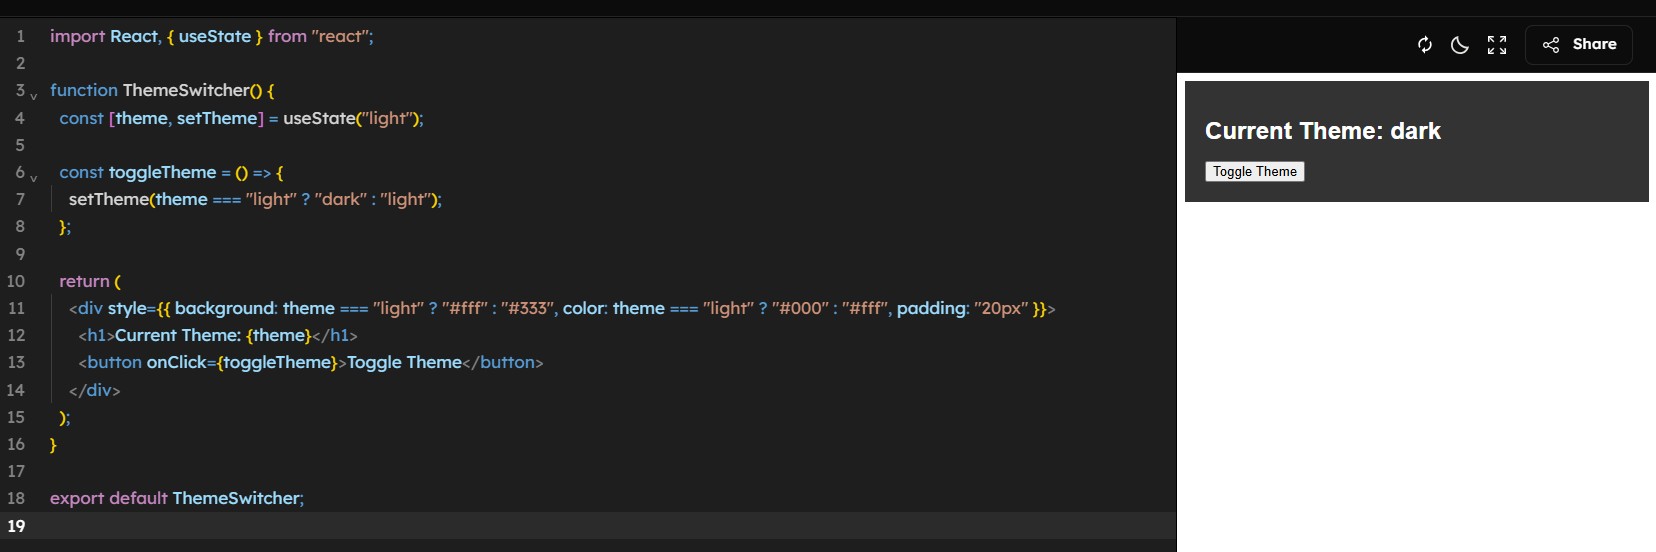 1 import React, { useState } from "react";
2
3 function ThemeSwitcher() {
4 const [theme, setTheme] = useState("light");
5
6 const toggleTheme = () => {
7 setTheme(theme === "light" ? "dark" : "light");
8 };
9
10 return (
11 <div style={{ background: theme === "light" ? "#fff" : "#333", color: theme === "light" ? "#000" : "#fff", padding: "20px" }}>
12 <h1>Current Theme: {theme}</h1>
13 <button onClick={toggleTheme}>Toggle Theme</button>
14 </div>
15 );
16 }
17
18 export default ThemeSwitcher;
19
Share
Current Theme: dark
Toggle Theme